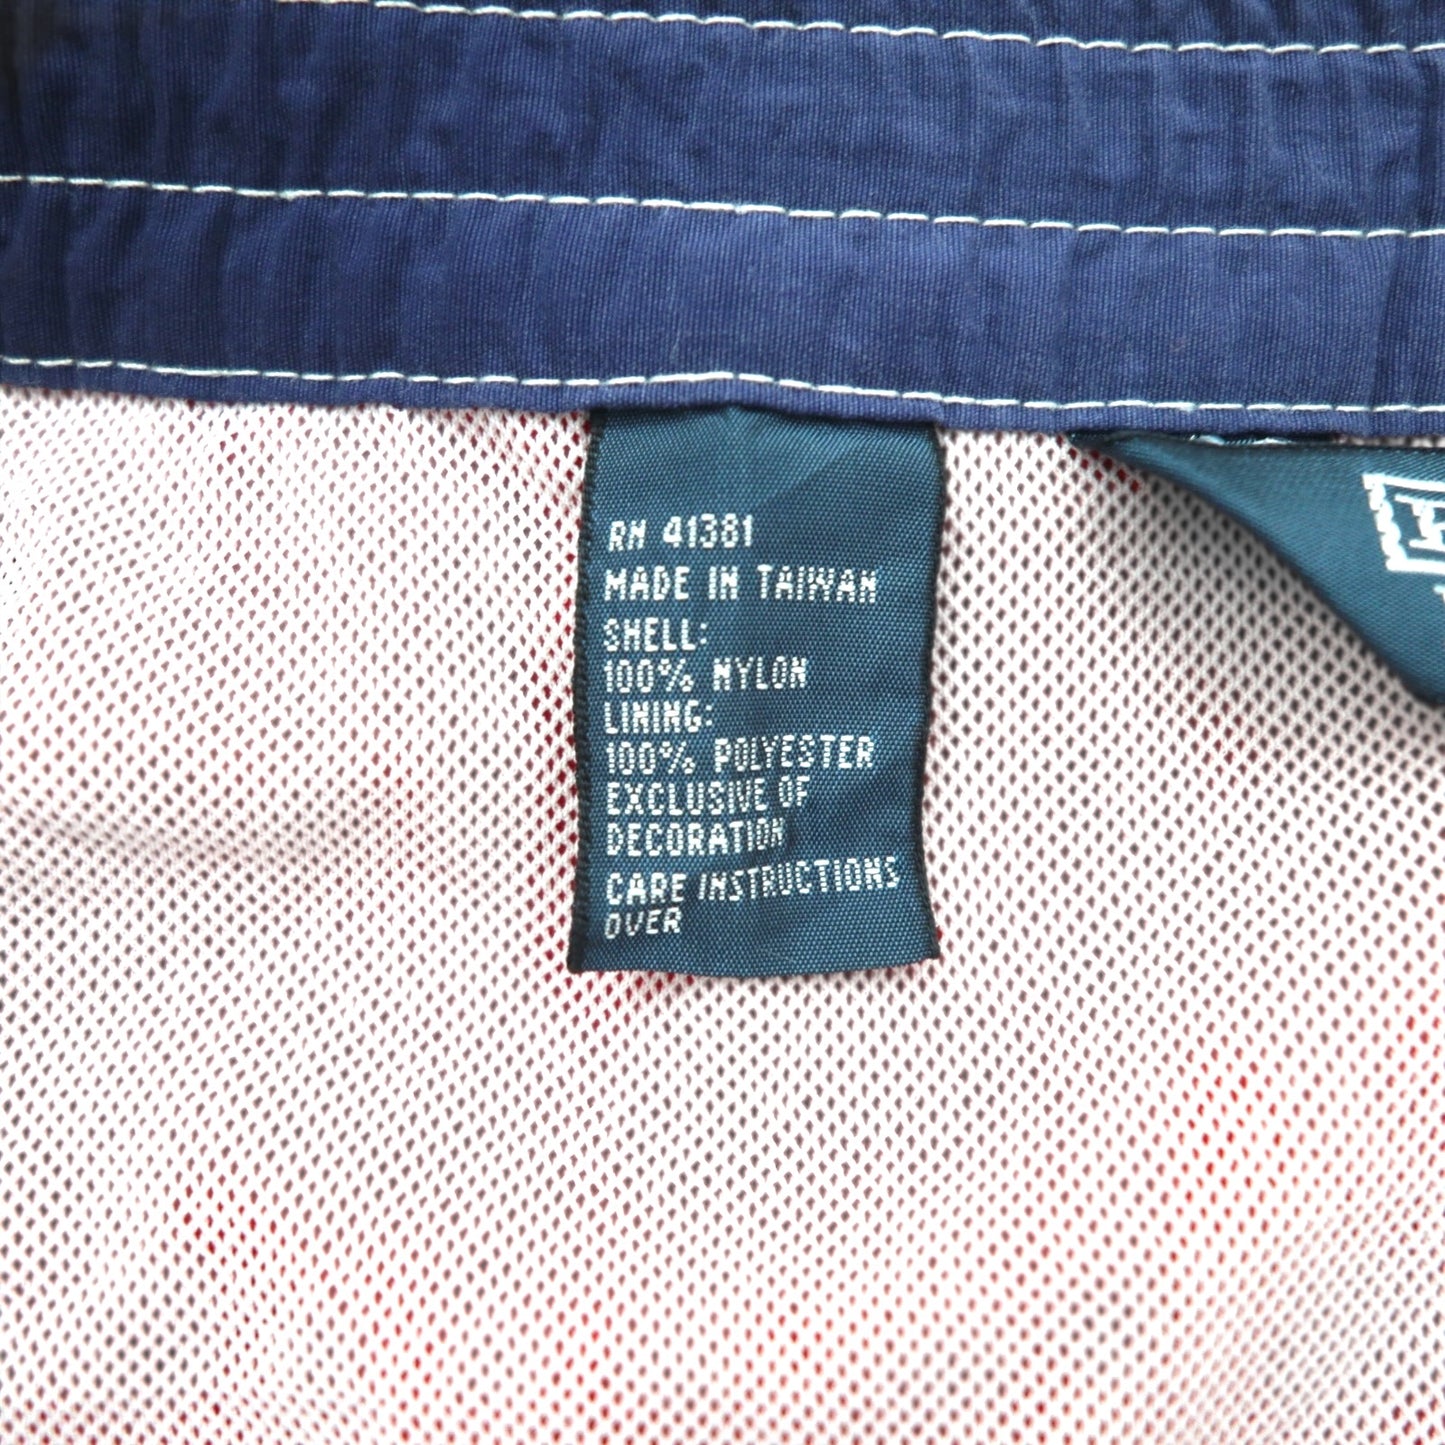 RN 41381
MADE IN TAIWAN
SHELL:
100% NYLON
LINING:
100% POLYESTER
EXCLUSIVE OF
DECORATION
CARE INSTRUCTIONS
OVER